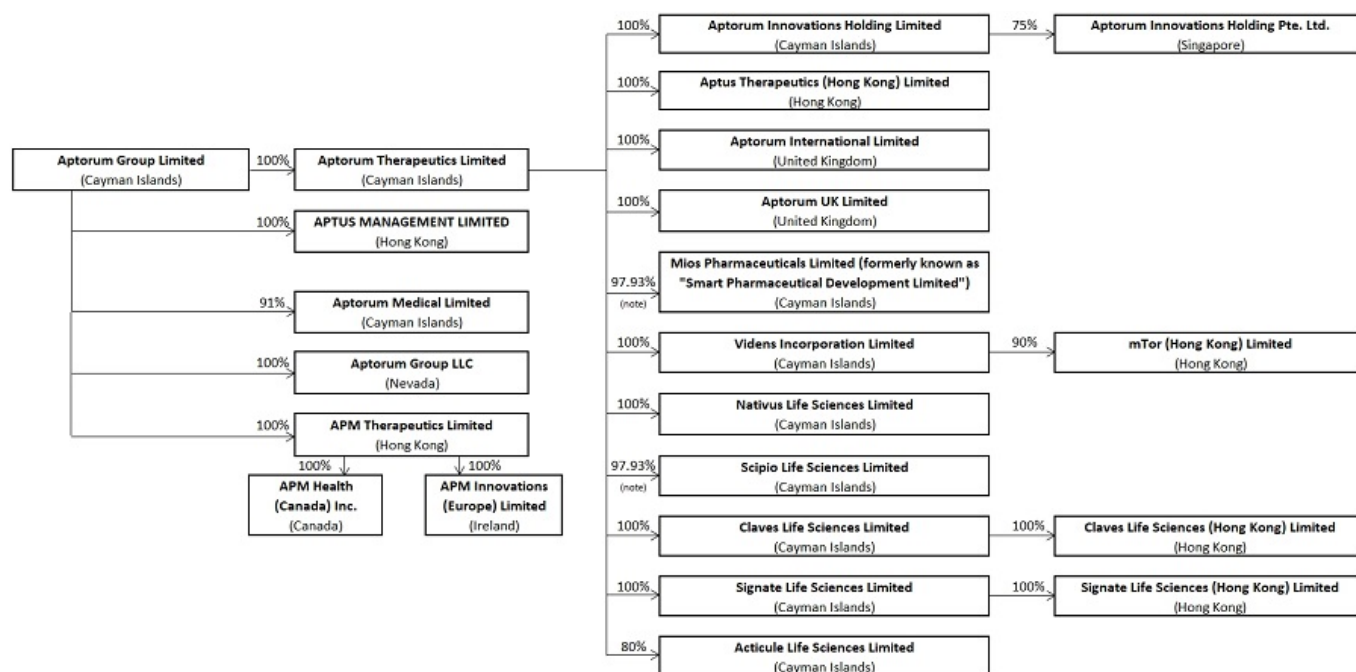 100%
Aptorum Innovations Holding Limited
(Cayman Islands)
75%
Aptorum Innovations Holding Pte. Ltd.
(Singapore)
100%
Aptus Therapeutics (Hong Kong) Limited
(Hong Kong)
100%
Aptorum International Limited
(United Kingdom)
Aptorum Group Limited
(Cayman Islands)
100%
Aptorum Therapeutics Limited
(Cayman Islands)
100%
Aptorum UK Limited
(United Kingdom)
100%
APTUS MANAGEMENT LIMITED
(Hong Kong)
97.93%
(note)
Mios Pharmaceuticals Limited (formerly known as
"Smart Pharmaceutical Development Limited")
(Cayman Islands)
91%
Aptorum Medical Limited
(Cayman Islands)
100%
Videns Incorporation Limited
(Cayman Islands)
90%
mTor (Hong Kong) Limited
(Hong Kong)
100%
Aptorum Group LLC
(Nevada)
100%
Nativus Life Sciences Limited
(Cayman Islands)
100%
APM Therapeutics Limited
(Hong Kong)
100%
APM Health
(Canada) Inc.
(Canada)
100%
APM Innovations
(Europe) Limited
(Ireland)
97.93%
(note)
Scipio Life Sciences Limited
(Cayman Islands)
100%
Claves Life Sciences Limited
(Cayman Islands)
100%
Claves Life Sciences (Hong Kong) Limited
(Hong Kong)
100%
Signate Life Sciences Limited
(Cayman Islands)
100%
Signate Life Sciences (Hong Kong) Limited
(Hong Kong)
80%
Acticule Life Sciences Limited
(Cayman Islands)